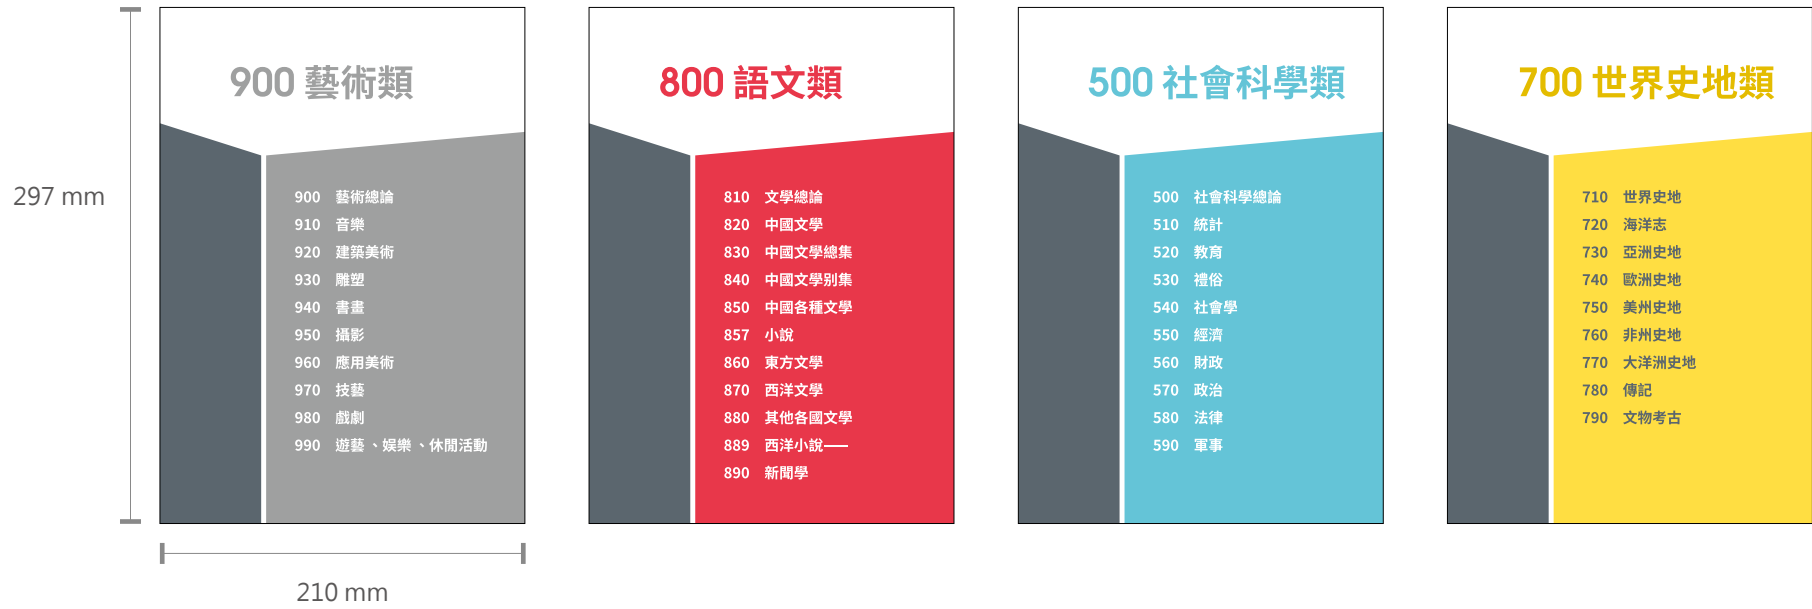 297 mm
210 mm
900 藝術類
900 藝術總論
910 音樂
920 建築美術
930 雕塑
940 書畫
950 攝影
960 應用美術
970 技藝
980 戲劇
990 遊藝、娱樂、休閒活動
800 語文類
810 文學總論
820 中國文學
830 中國文學總集
840 中國文學別集
850 中國各種文學
857 小說
860 東方文學
870 西洋文學
880 其他各國文學
889 西洋小說——
890 新聞學
500 社會科學類
500 社會科學總論
510 統計
520 教育
530 禮俗
540 社會學
550 經濟
560 財政
570 政治
580 法律
590 軍事
700 世界史地類
710 世界史地
720 海洋志
730 亞洲史地
740 歐洲史地
750 美州史地
760 非州史地
770 大洋洲史地
780 傳記
790 文物考古